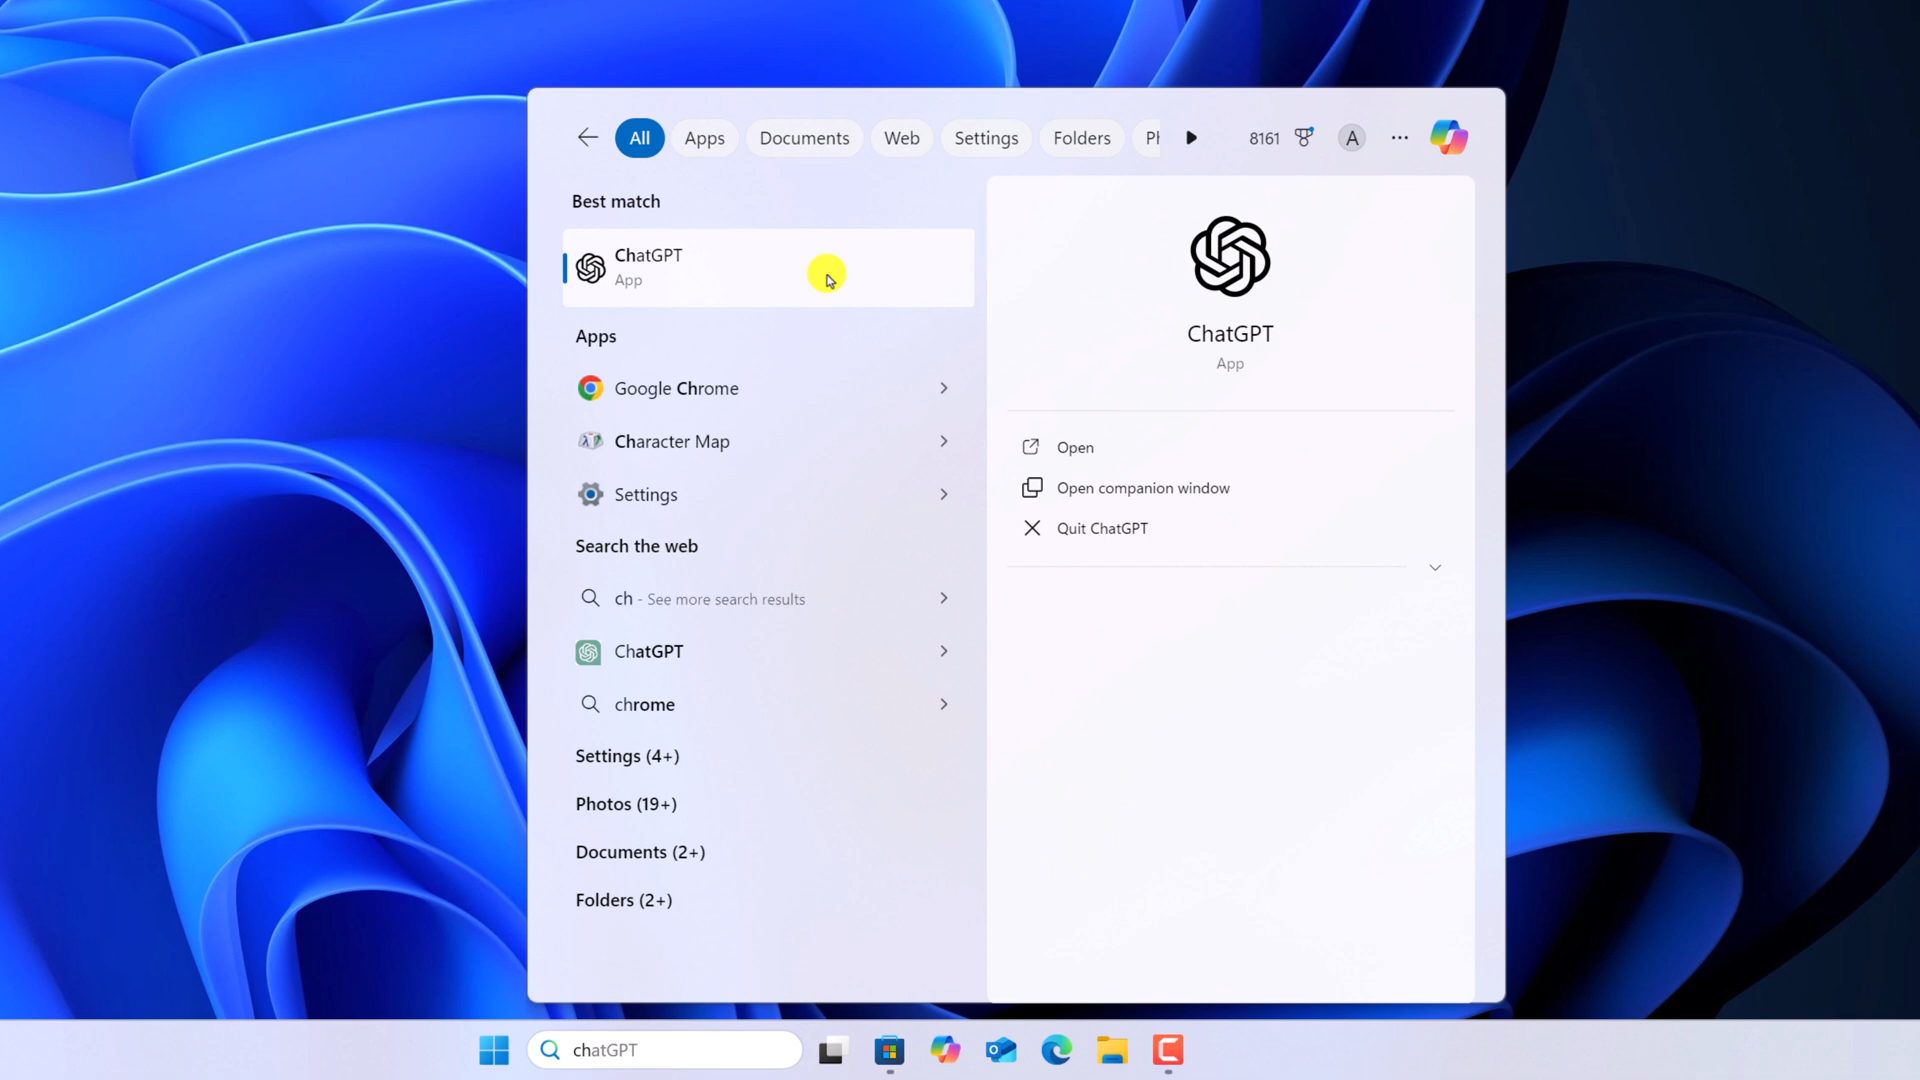 All
Apps
Documents
Web
Settings
Folders
8161
A
Best match
ChatGPT
App
Apps
Google Chrome
Character Map
Settings
Search the web
ch - See more search results
ChatGPT
chrome
Settings (4+)
Photos (19+)
Documents (2+)
Folders (2+)
ChatGPT
App
Open
Open companion window
Quit ChatGPT
chatGPT